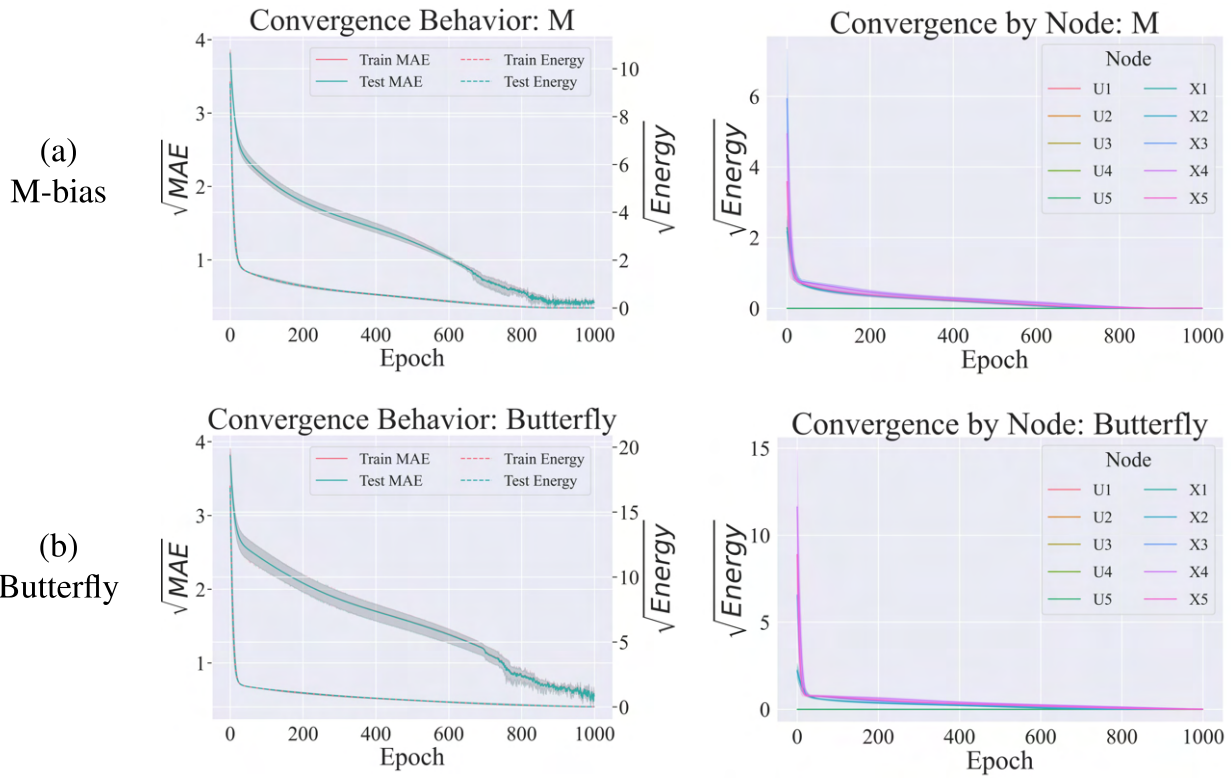 (a)
M-bias
Convergence Behavior: M
Train MAE
Test MAE
Train Energy
Test Energy
√MAE
√Energy
4
3
2
1
10
8
6
4
2
0
0 200 400 600 800 1000
Epoch
Convergence by Node: M
Node
U1
U2
U3
U4
U5
X1
X2
X3
X4
X5
√Energy
6
4
2
0
0 200 400 600 800 1000
Epoch
(b)
Butterfly
Convergence Behavior: Butterfly
Train MAE
Test MAE
Train Energy
Test Energy
√MAE
√Energy
4
3
2
1
20
15
10
5
0
0 200 400 600 800 1000
Epoch
Convergence by Node: Butterfly
Node
U1
U2
U3
U4
U5
X1
X2
X3
X4
X5
√Energy
15
10
5
0
0 200 400 600 800 1000
Epoch